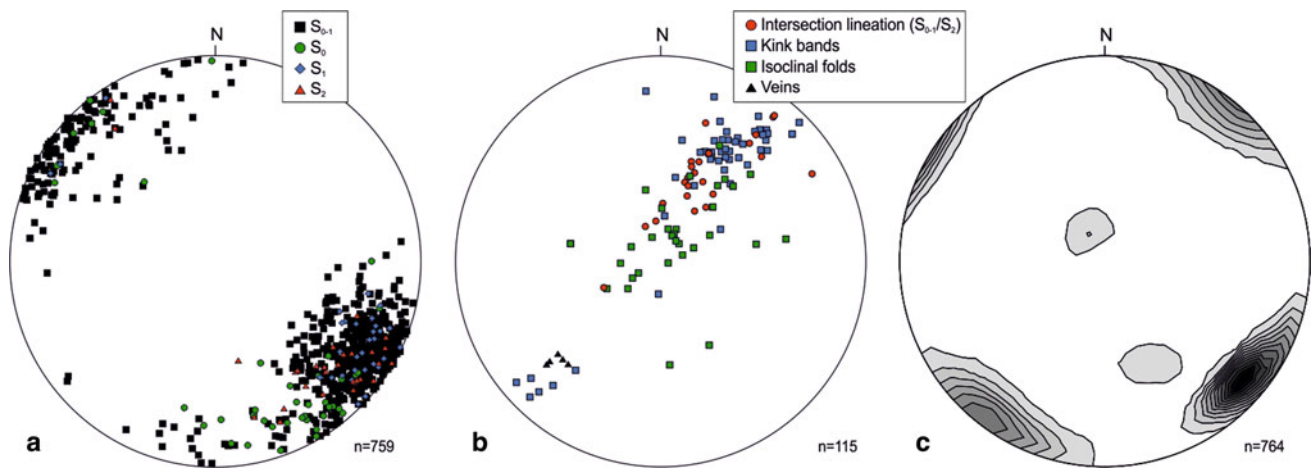 N
S0-1
S0
S1
S2
a
n=759
N
Intersection lineation (S0-1/S2)
Kink bands
Isoclinal folds
Veins
b
n=115
N
c
n=764